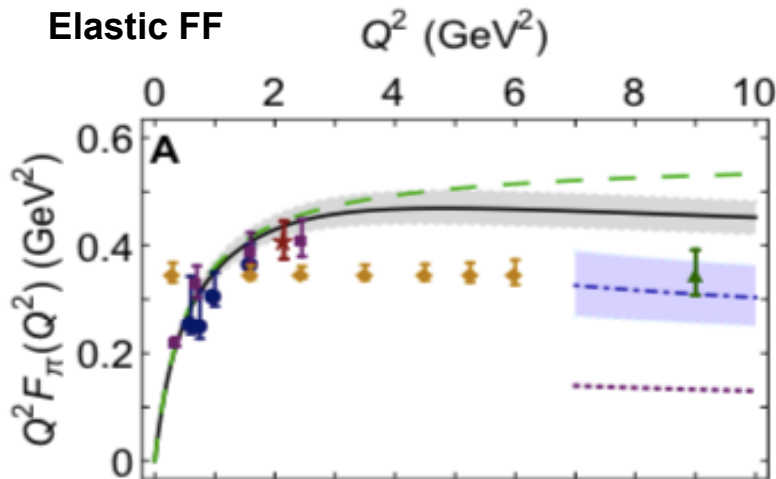 Elastic FF
Q² (GeV²)
0 2 4 6 8 10
A
0.6
0.4
0.2
0
Q²Fπ(Q²) (GeV²)